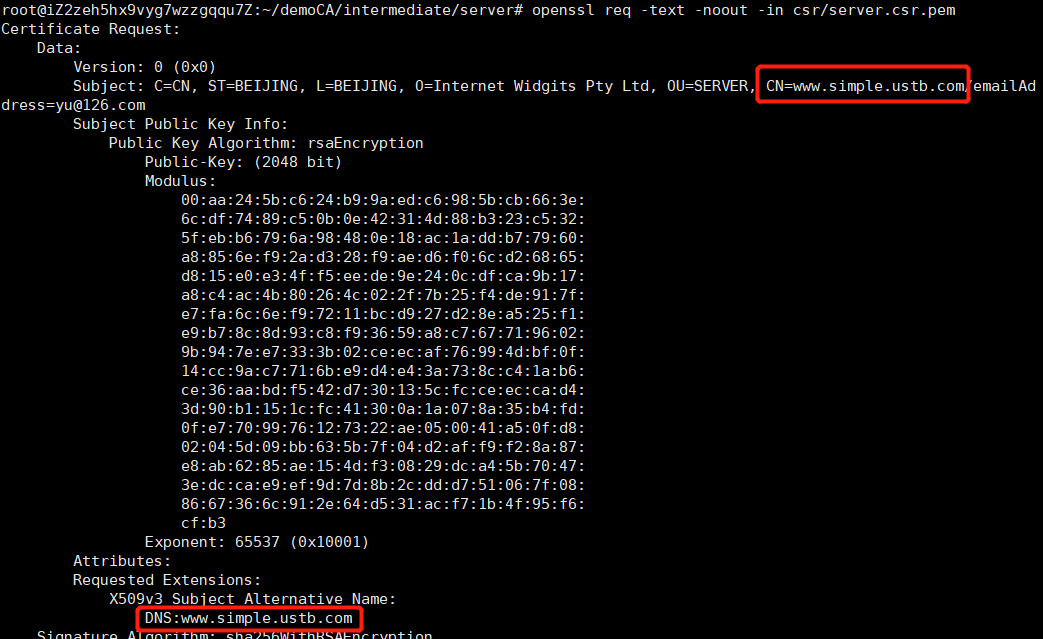 root@iZ2zeh5hx9vyg7wzzgqqu7Z:~/demoCA/intermediate/server# openssl req -text -noout -in csr/server.csr.pem
Certificate Request:
    Data:
        Version: 0 (0x0)
        Subject: C=CN, ST=BEIJING, L=BEIJING, O=Internet Widgits Pty Ltd, OU=SERVER, CN=www.simple.ustb.com/emailAd
dress=yu@126.com
        Subject Public Key Info:
            Public Key Algorithm: rsaEncryption
                Public-Key: (2048 bit)
                Modulus:
                    00:aa:24:5b:c6:24:b9:9a:ed:c6:98:5b:cb:66:3e:
                    6c:df:74:89:c5:0b:0e:42:31:4d:88:b3:23:c5:32:
                    5f:eb:b6:79:6a:98:48:0e:18:ac:1a:dd:b7:79:60:
                    a8:85:6e:f9:2a:d3:28:f9:ae:d6:f0:6c:d2:68:65:
                    d8:15:e0:e3:4f:f5:ee:de:9e:24:0c:df:ca:9b:17:
                    a8:c4:ac:4b:80:26:4c:02:2f:7b:25:f4:de:91:7f:
                    e7:fa:6c:6e:f9:72:11:bc:d9:27:d2:8e:a5:25:f1:
                    e9:b7:8c:8d:93:c8:f9:36:59:a8:c7:67:71:96:02:
                    9b:94:7e:e7:33:3b:02:ce:ec:af:76:99:4d:bf:0f:
                    14:cc:9a:c7:71:6b:e9:d4:e4:3a:73:8c:c4:1a:b6:
                    ce:36:aa:bd:f5:42:d7:30:13:5c:fc:ce:ec:ca:d4:
                    3d:90:b1:15:1c:fc:41:30:0a:1a:07:8a:35:b4:fd:
                    0f:e7:70:99:76:12:73:22:ae:05:00:41:a5:0f:d8:
                    02:04:5d:09:bb:63:5b:7f:04:d2:af:f9:f2:8a:87:
                    e8:ab:62:85:ae:15:4d:f3:08:29:dc:a4:5b:70:47:
                    3e:dc:ca:e9:ef:9d:7d:8b:2c:dd:d7:51:06:7f:08:
                    86:67:36:6c:91:2e:64:d5:31:ac:f7:1b:4f:95:f6:
                    cf:b3
                Exponent: 65537 (0x10001)
        Attributes:
        Requested Extensions:
            X509v3 Subject Alternative Name:
                DNS:www.simple.ustb.com
    Signature Algorithm: sha256WithRSAEncryption